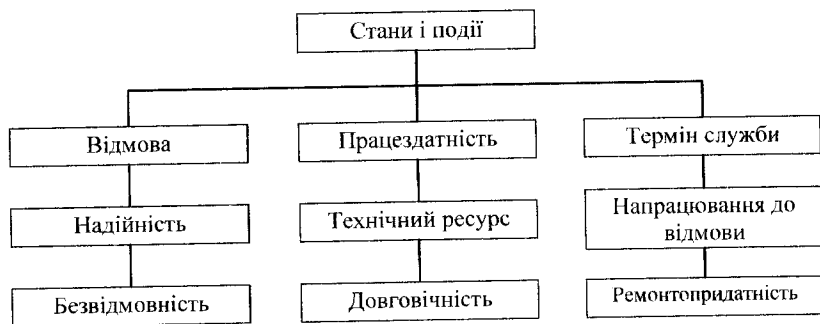 Стани і події
Відмова
Працездатність
Термін служби
Надійність
Технічний ресурс
Напрацювання до
відмови
Безвідмовність
Довговічність
Ремонтопридатність